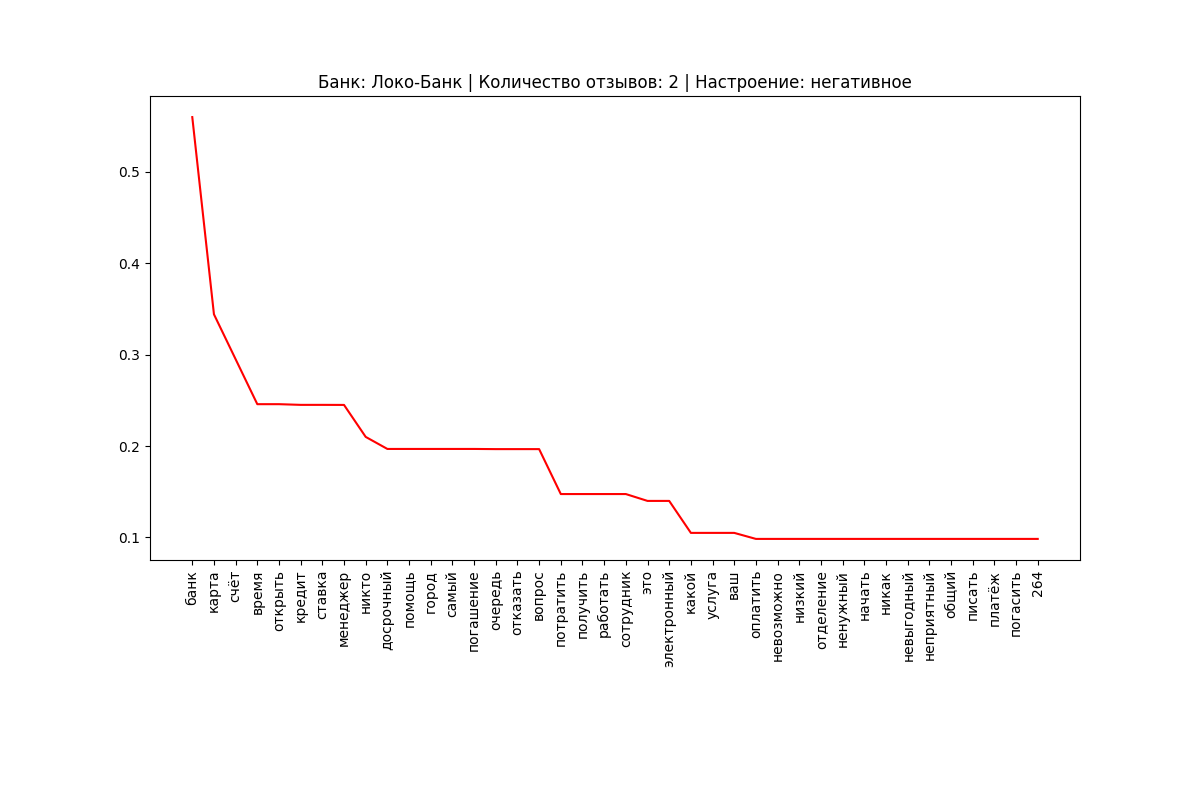 Банк: Локо-Банк | Количество отзывов: 2 | Настроение: негативное
0.5
0.4
0.3
0.2
0.1
банк
карта
счёт
время
открыть
кредит
ставка
менеджер
никто
досрочный
помощь
город
самый
погашение
очередь
отказать
вопрос
потратить
получить
работать
сотрудник
это
электронный
какой
услуга
ваш
оплатить
невозможно
низкий
отделение
ненужный
начать
никак
невыгодный
неприятный
общий
писать
платёж
погасить
264